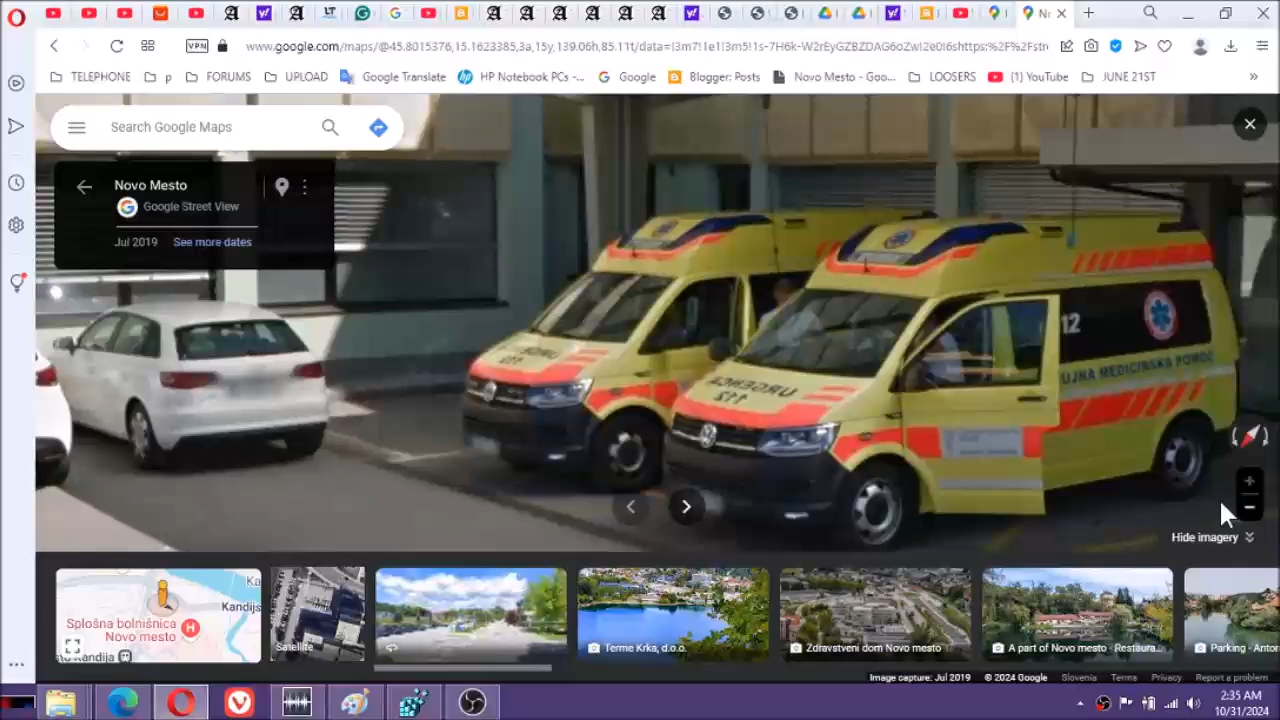 www.google.com/maps/@45.8015376,15.1623385,3a,15y,139.06h,85.11t/data=!3m7!1e1!3m5!1s-7H6k-W2rEyGZBZDAG6oZw!2e0!6shttps:%2F%2Fstr
VPN
TELEPHONE
p
FORUMS
UPLOAD
Google Translate
HP Notebook PCs -...
Google
Blogger: Posts
Novo Mesto - Goo...
LOOSERS
(1) YouTube
JUNE 21ST
Search Google Maps
Novo Mesto
Google Street View
Jul 2019 See more dates
URGENCA
112
12
UJNA MEDICINSKA POMOČ
Hide imagery
Kandijs
Splošna bolnišnica
Novo mesto
H
Kandija
Satellite
Terme Krka, d.o.o.
Zdravstveni dom Novo mesto
A part of Novo mesto - Restaura...
Parking - Anton
Image capture: Jul 2019 © 2024 Google Slovenia Terms Privacy Report a problem
2:35 AM
10/31/2024